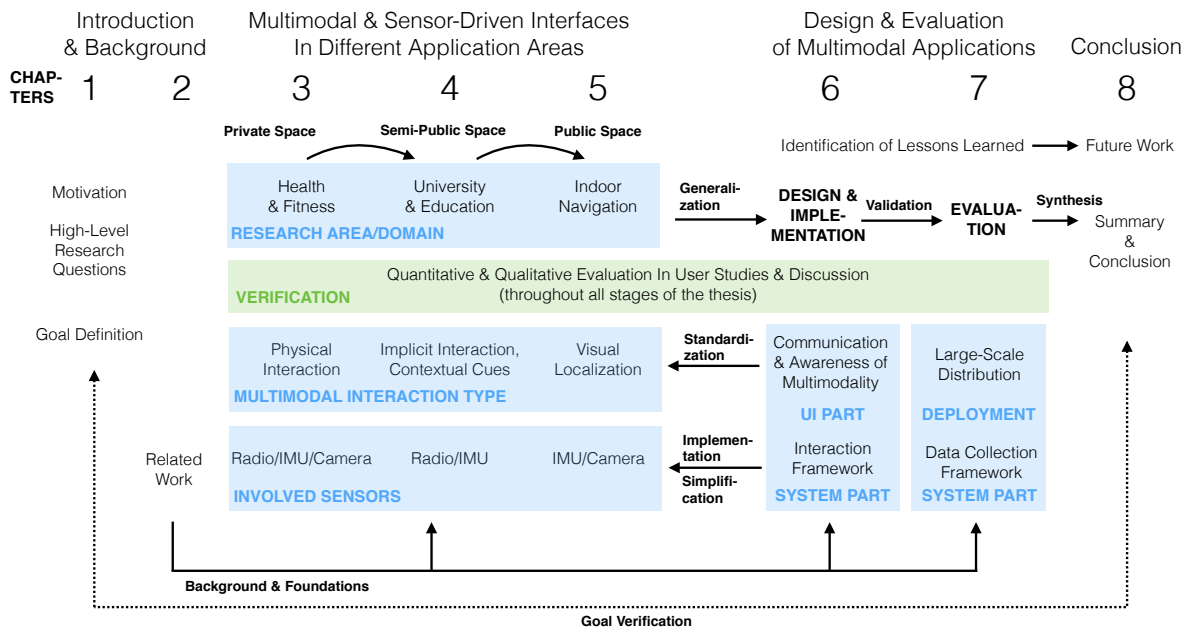 Introduction
& Background
Multimodal & Sensor-Driven Interfaces
In Different Application Areas
Design & Evaluation
of Multimodal Applications
Conclusion
CHAP-
TERS
1
2
3
4
5
6
7
8
Private Space
Semi-Public Space
Public Space
Identification of Lessons Learned
Future Work
Motivation
High-Level
Research
Questions
Goal Definition
Health
& Fitness
University
& Education
Indoor
Navigation
RESEARCH AREA/DOMAIN
Generali-
zation
DESIGN &
IMPLE-
MENTATION
Validation
EVALUA-
TION
Synthesis
Summary
&
Conclusion
Quantitative & Qualitative Evaluation In User Studies & Discussion
(throughout all stages of the thesis)
VERIFICATION
Physical
Interaction
Implicit Interaction,
Contextual Cues
Visual
Localization
MULTIMODAL INTERACTION TYPE
Standardi-
zation
Communication
& Awareness of
Multimodality
UI PART
Large-Scale
Distribution
DEPLOYMENT
Related
Work
Radio/IMU/Camera
Radio/IMU
IMU/Camera
INVOLVED SENSORS
Implemen-
tation
Simplifi-
cation
Interaction
Framework
SYSTEM PART
Data Collection
Framework
SYSTEM PART
Background & Foundations
Goal Verification